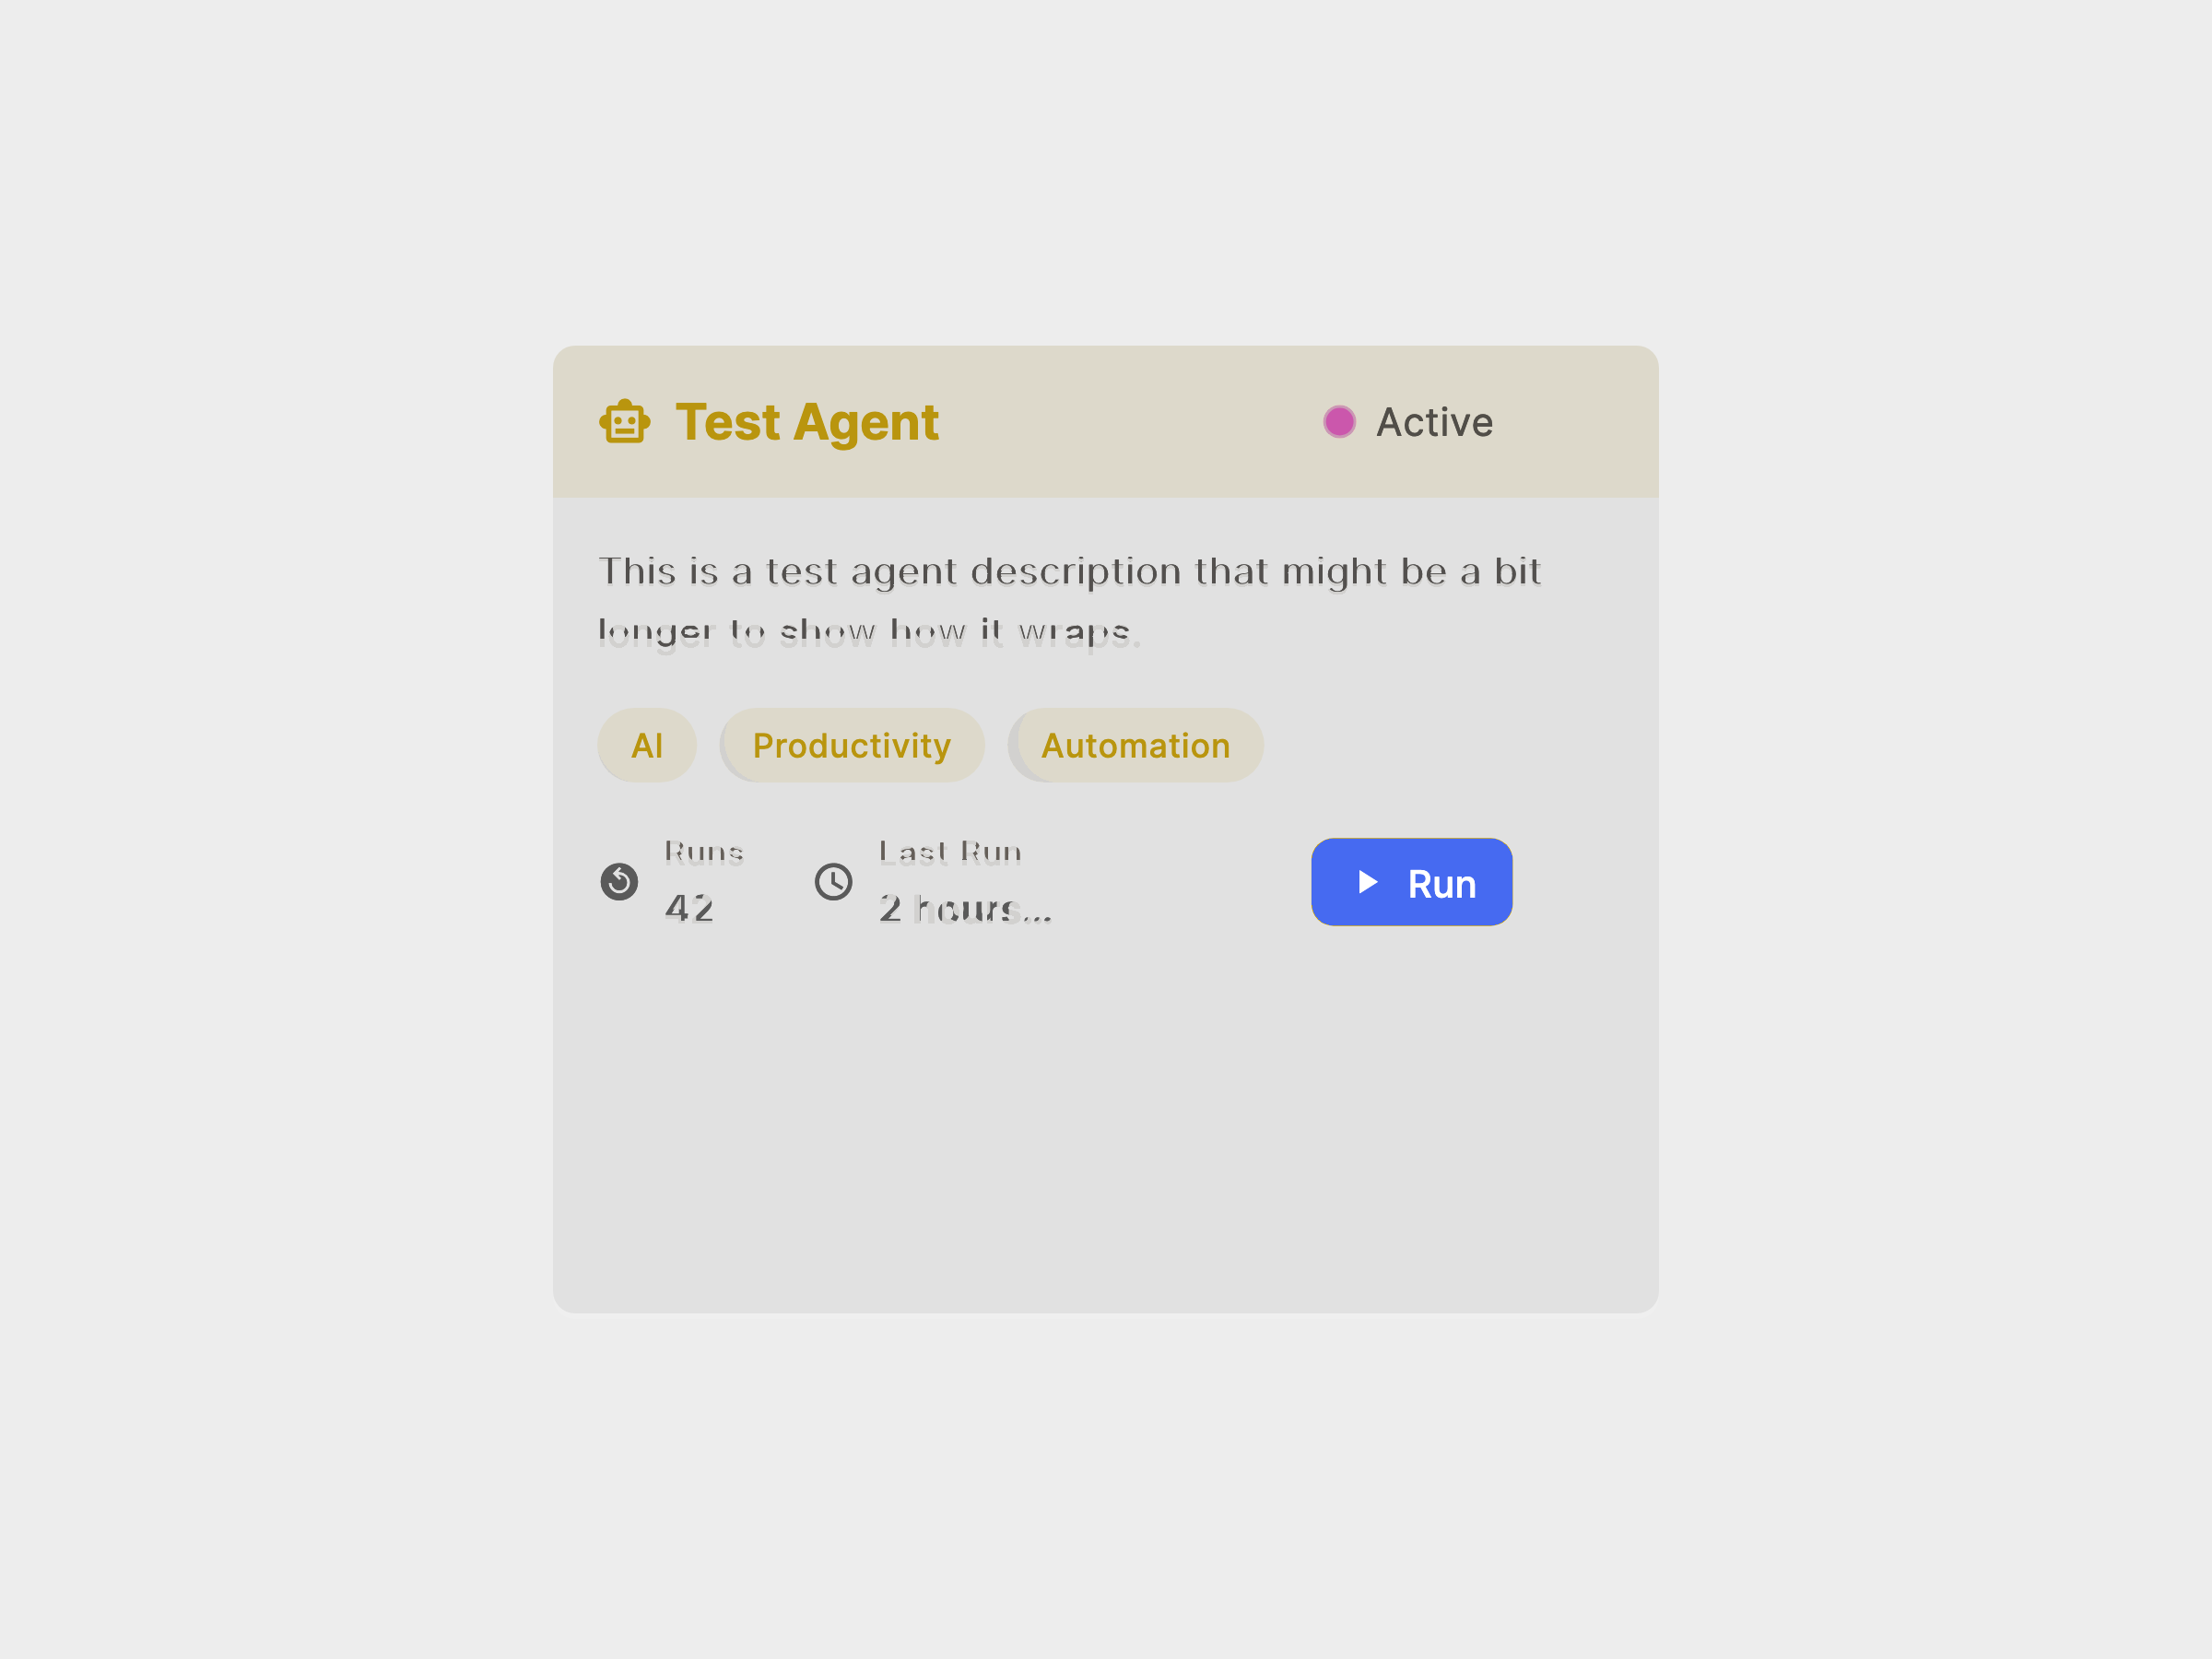 Test Agent
Active
This is a test agent description that might be a bit
longer to show how it wraps.
AI
Productivity
Automation
Runs
42
Last Run
2 hours...
Run